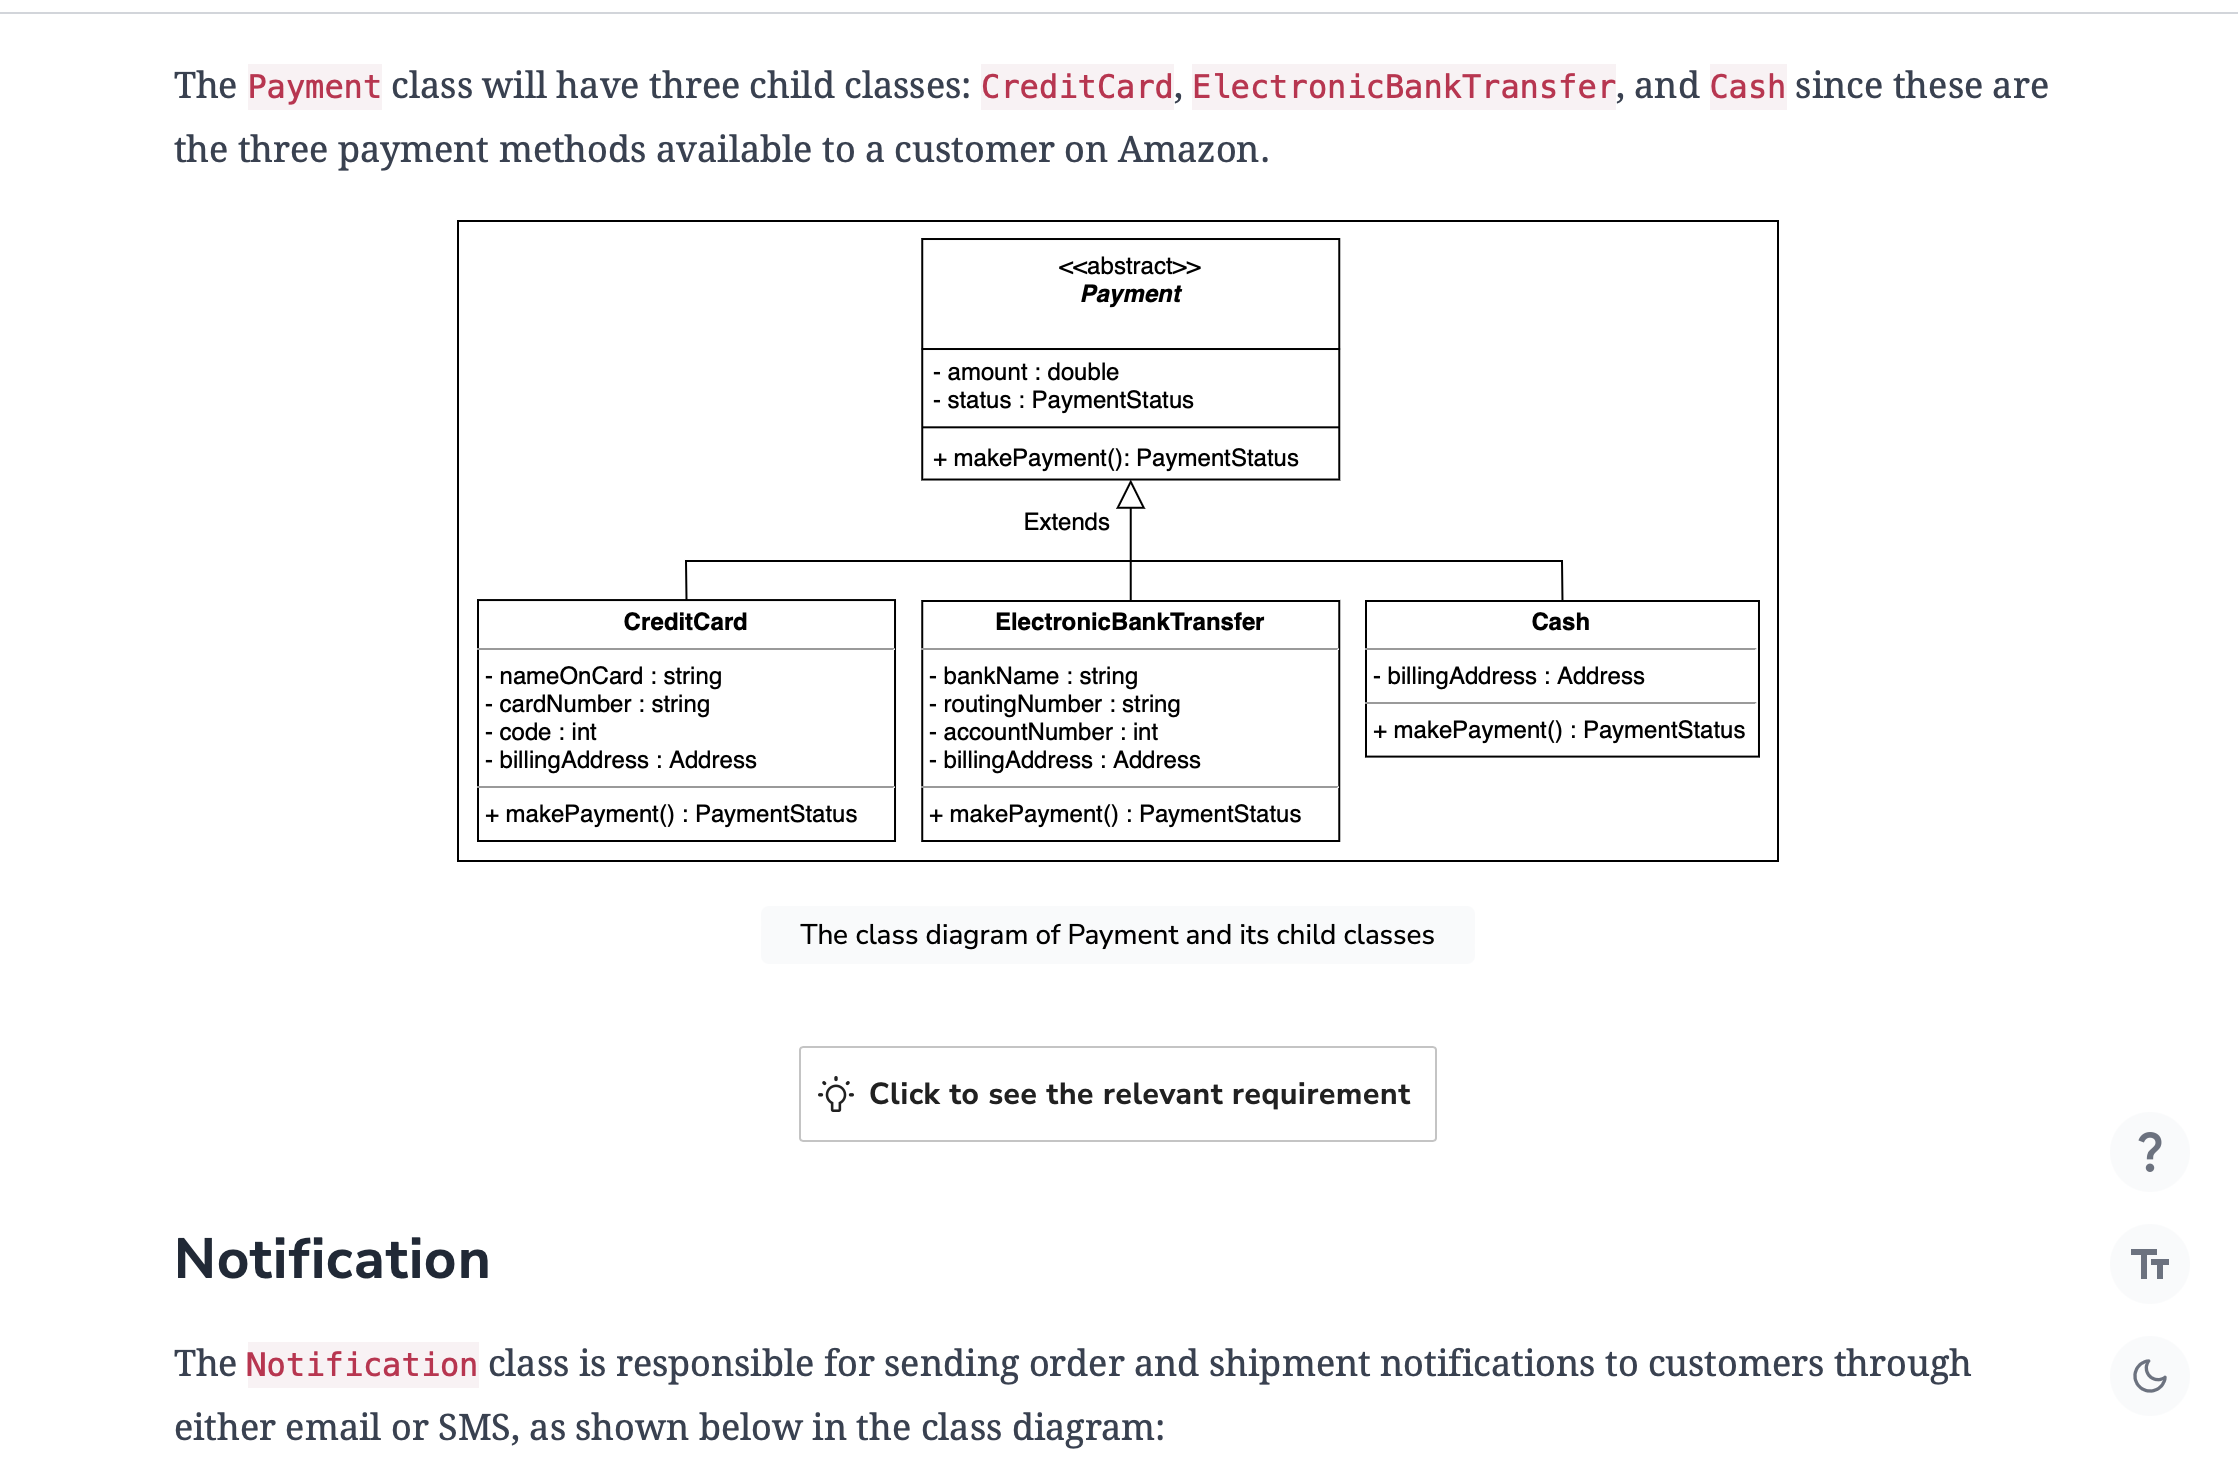 The Payment class will have three child classes: CreditCard, ElectronicBankTransfer, and Cash since these are
the three payment methods available to a customer on Amazon.
<<abstract>>
Payment
- amount : double
- status : PaymentStatus
+ makePayment(): PaymentStatus
Extends
CreditCard
- nameOnCard : string
- cardNumber : string
- code : int
- billingAddress : Address
+ makePayment() : PaymentStatus
ElectronicBankTransfer
- bankName : string
- routingNumber : string
- accountNumber : int
- billingAddress : Address
+ makePayment() : PaymentStatus
Cash
- billingAddress : Address
+ makePayment() : PaymentStatus
The class diagram of Payment and its child classes
Click to see the relevant requirement
?
Tт
Notification
The Notification class is responsible for sending order and shipment notifications to customers through
either email or SMS, as shown below in the class diagram: